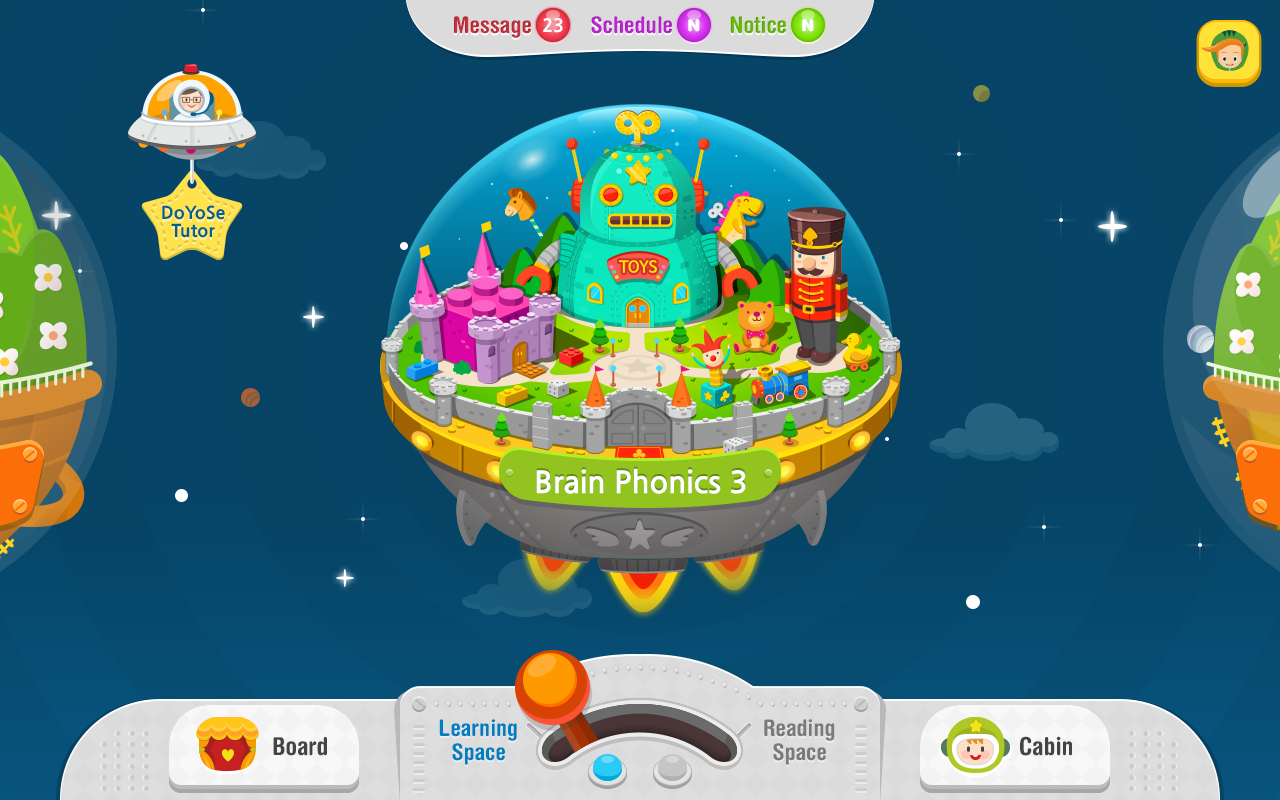 Message 23 Schedule N Notice N
DoYoSe
Tutor
TOYS
Brain Phonics 3
Board
Learning
Space
Reading
Space
Cabin